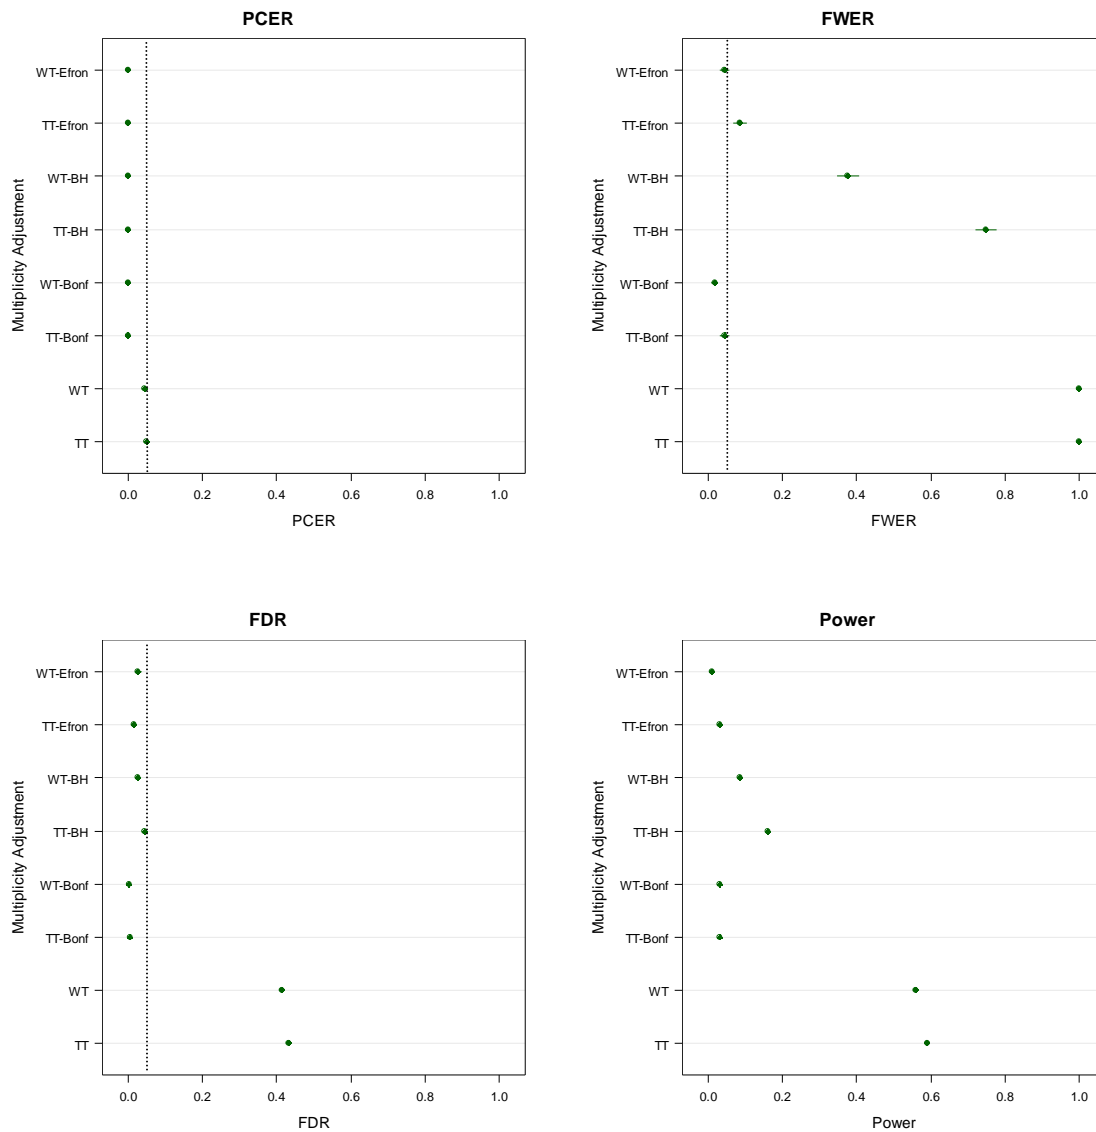 PCER
Multiplicity Adjustment
WT-Efron
TT-Efron
WT-BH
TT-BH
WT-Bonf
TT-Bonf
WT
TT
0.0 0.2 0.4 0.6 0.8 1.0
PCER
FWER
Multiplicity Adjustment
WT-Efron
TT-Efron
WT-BH
TT-BH
WT-Bonf
TT-Bonf
WT
TT
0.0 0.2 0.4 0.6 0.8 1.0
FWER
FDR
Multiplicity Adjustment
WT-Efron
TT-Efron
WT-BH
TT-BH
WT-Bonf
TT-Bonf
WT
TT
0.0 0.2 0.4 0.6 0.8 1.0
FDR
Power
Multiplicity Adjustment
WT-Efron
TT-Efron
WT-BH
TT-BH
WT-Bonf
TT-Bonf
WT
TT
0.0 0.2 0.4 0.6 0.8 1.0
Power